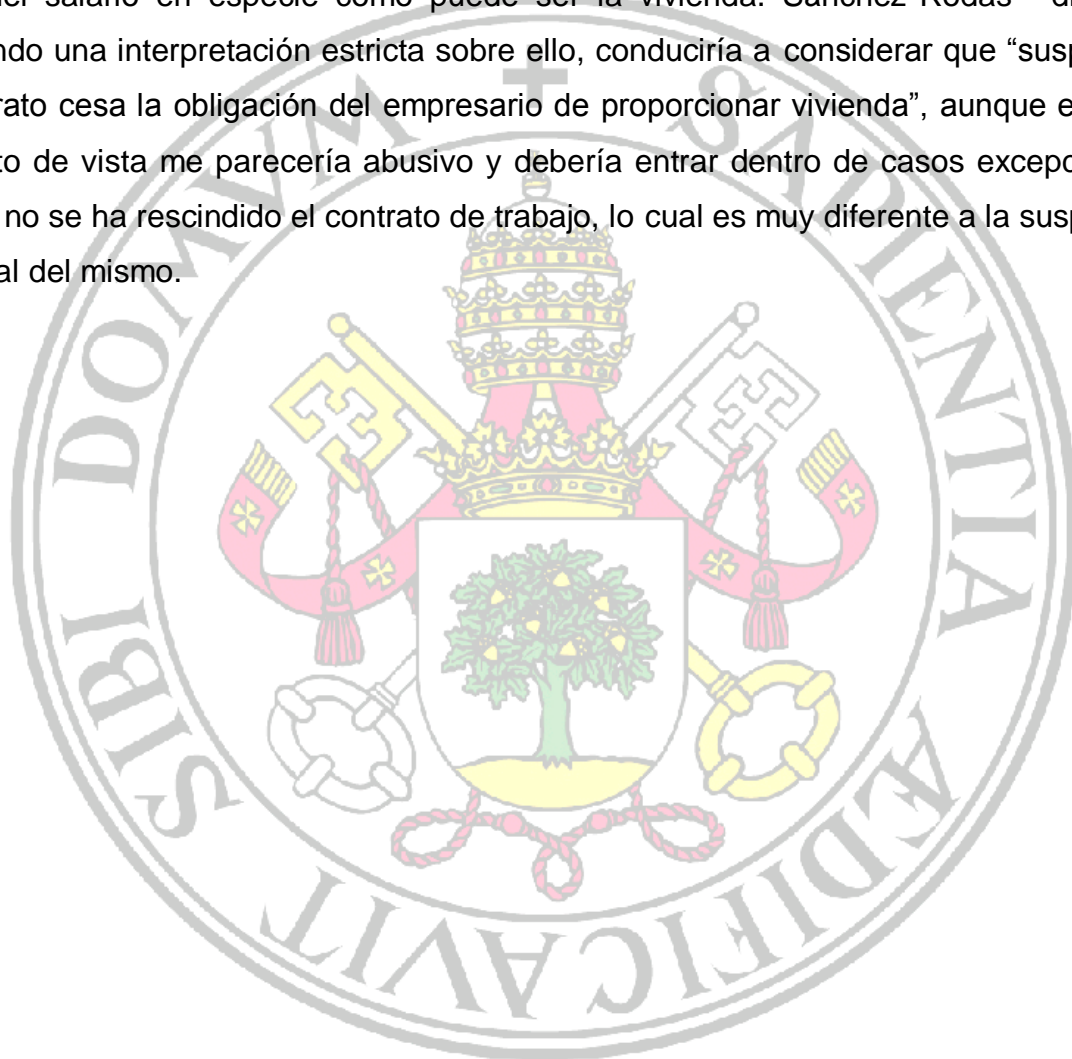 del salario en especie como puede ser la vivienda. Sánchez-Rodas
ndo una interpretación estricta sobre ello, conduciría a considerar que “susp
rato cesa la obligación del empresario de proporcionar vivienda”, aunque e
to de vista me parecería abusivo y debería entrar dentro de casos excepc
no se ha rescindido el contrato de trabajo, lo cual es muy diferente a la susp
al del mismo.
SIBI DOMVM SAPIENTIA ÆDIFICAVIT